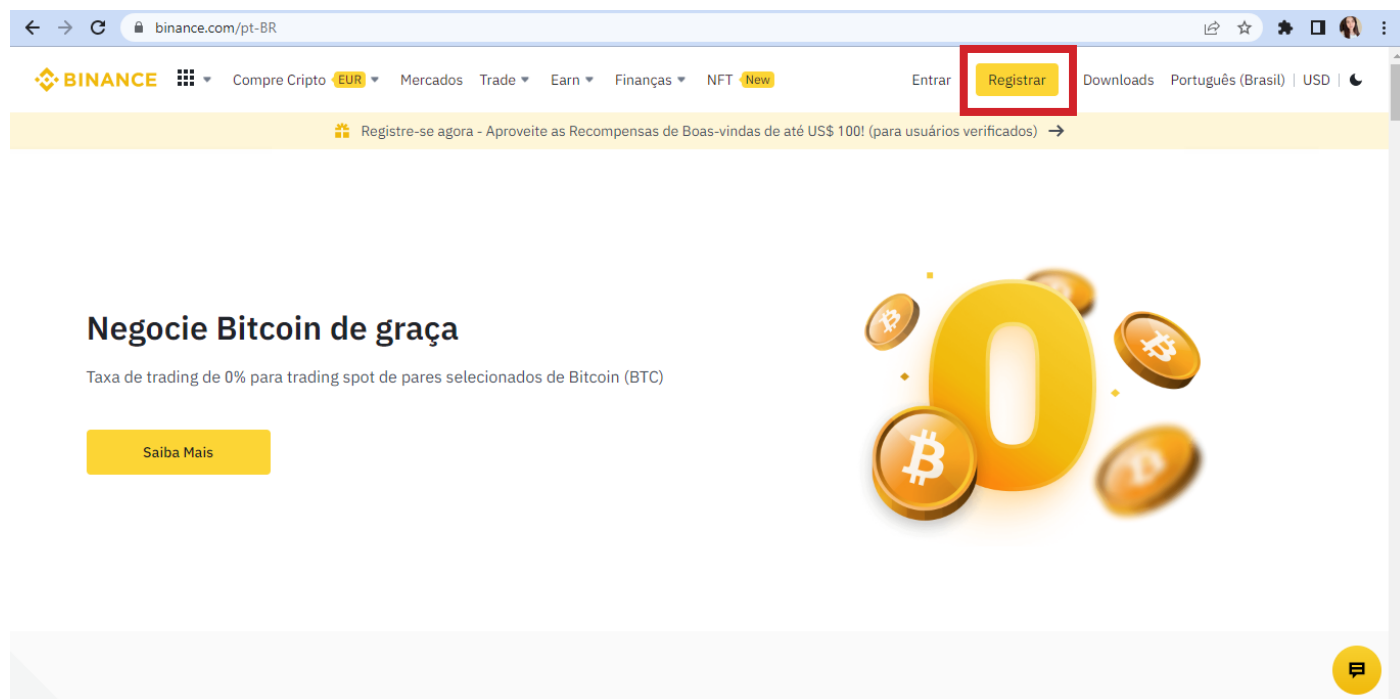 binance.com/pt-BR
BINANCE Compre Cripto EUR Mercados Trade Earn Finanças NFT New Entrar Registrar Downloads Português (Brasil) | USD |
Registre-se agora - Aproveite as Recompensas de Boas-vindas de até US$ 100! (para usuários verificados) →
Negocie Bitcoin de graça
Taxa de trading de 0% para trading spot de pares selecionados de Bitcoin (BTC)
Saiba Mais
0